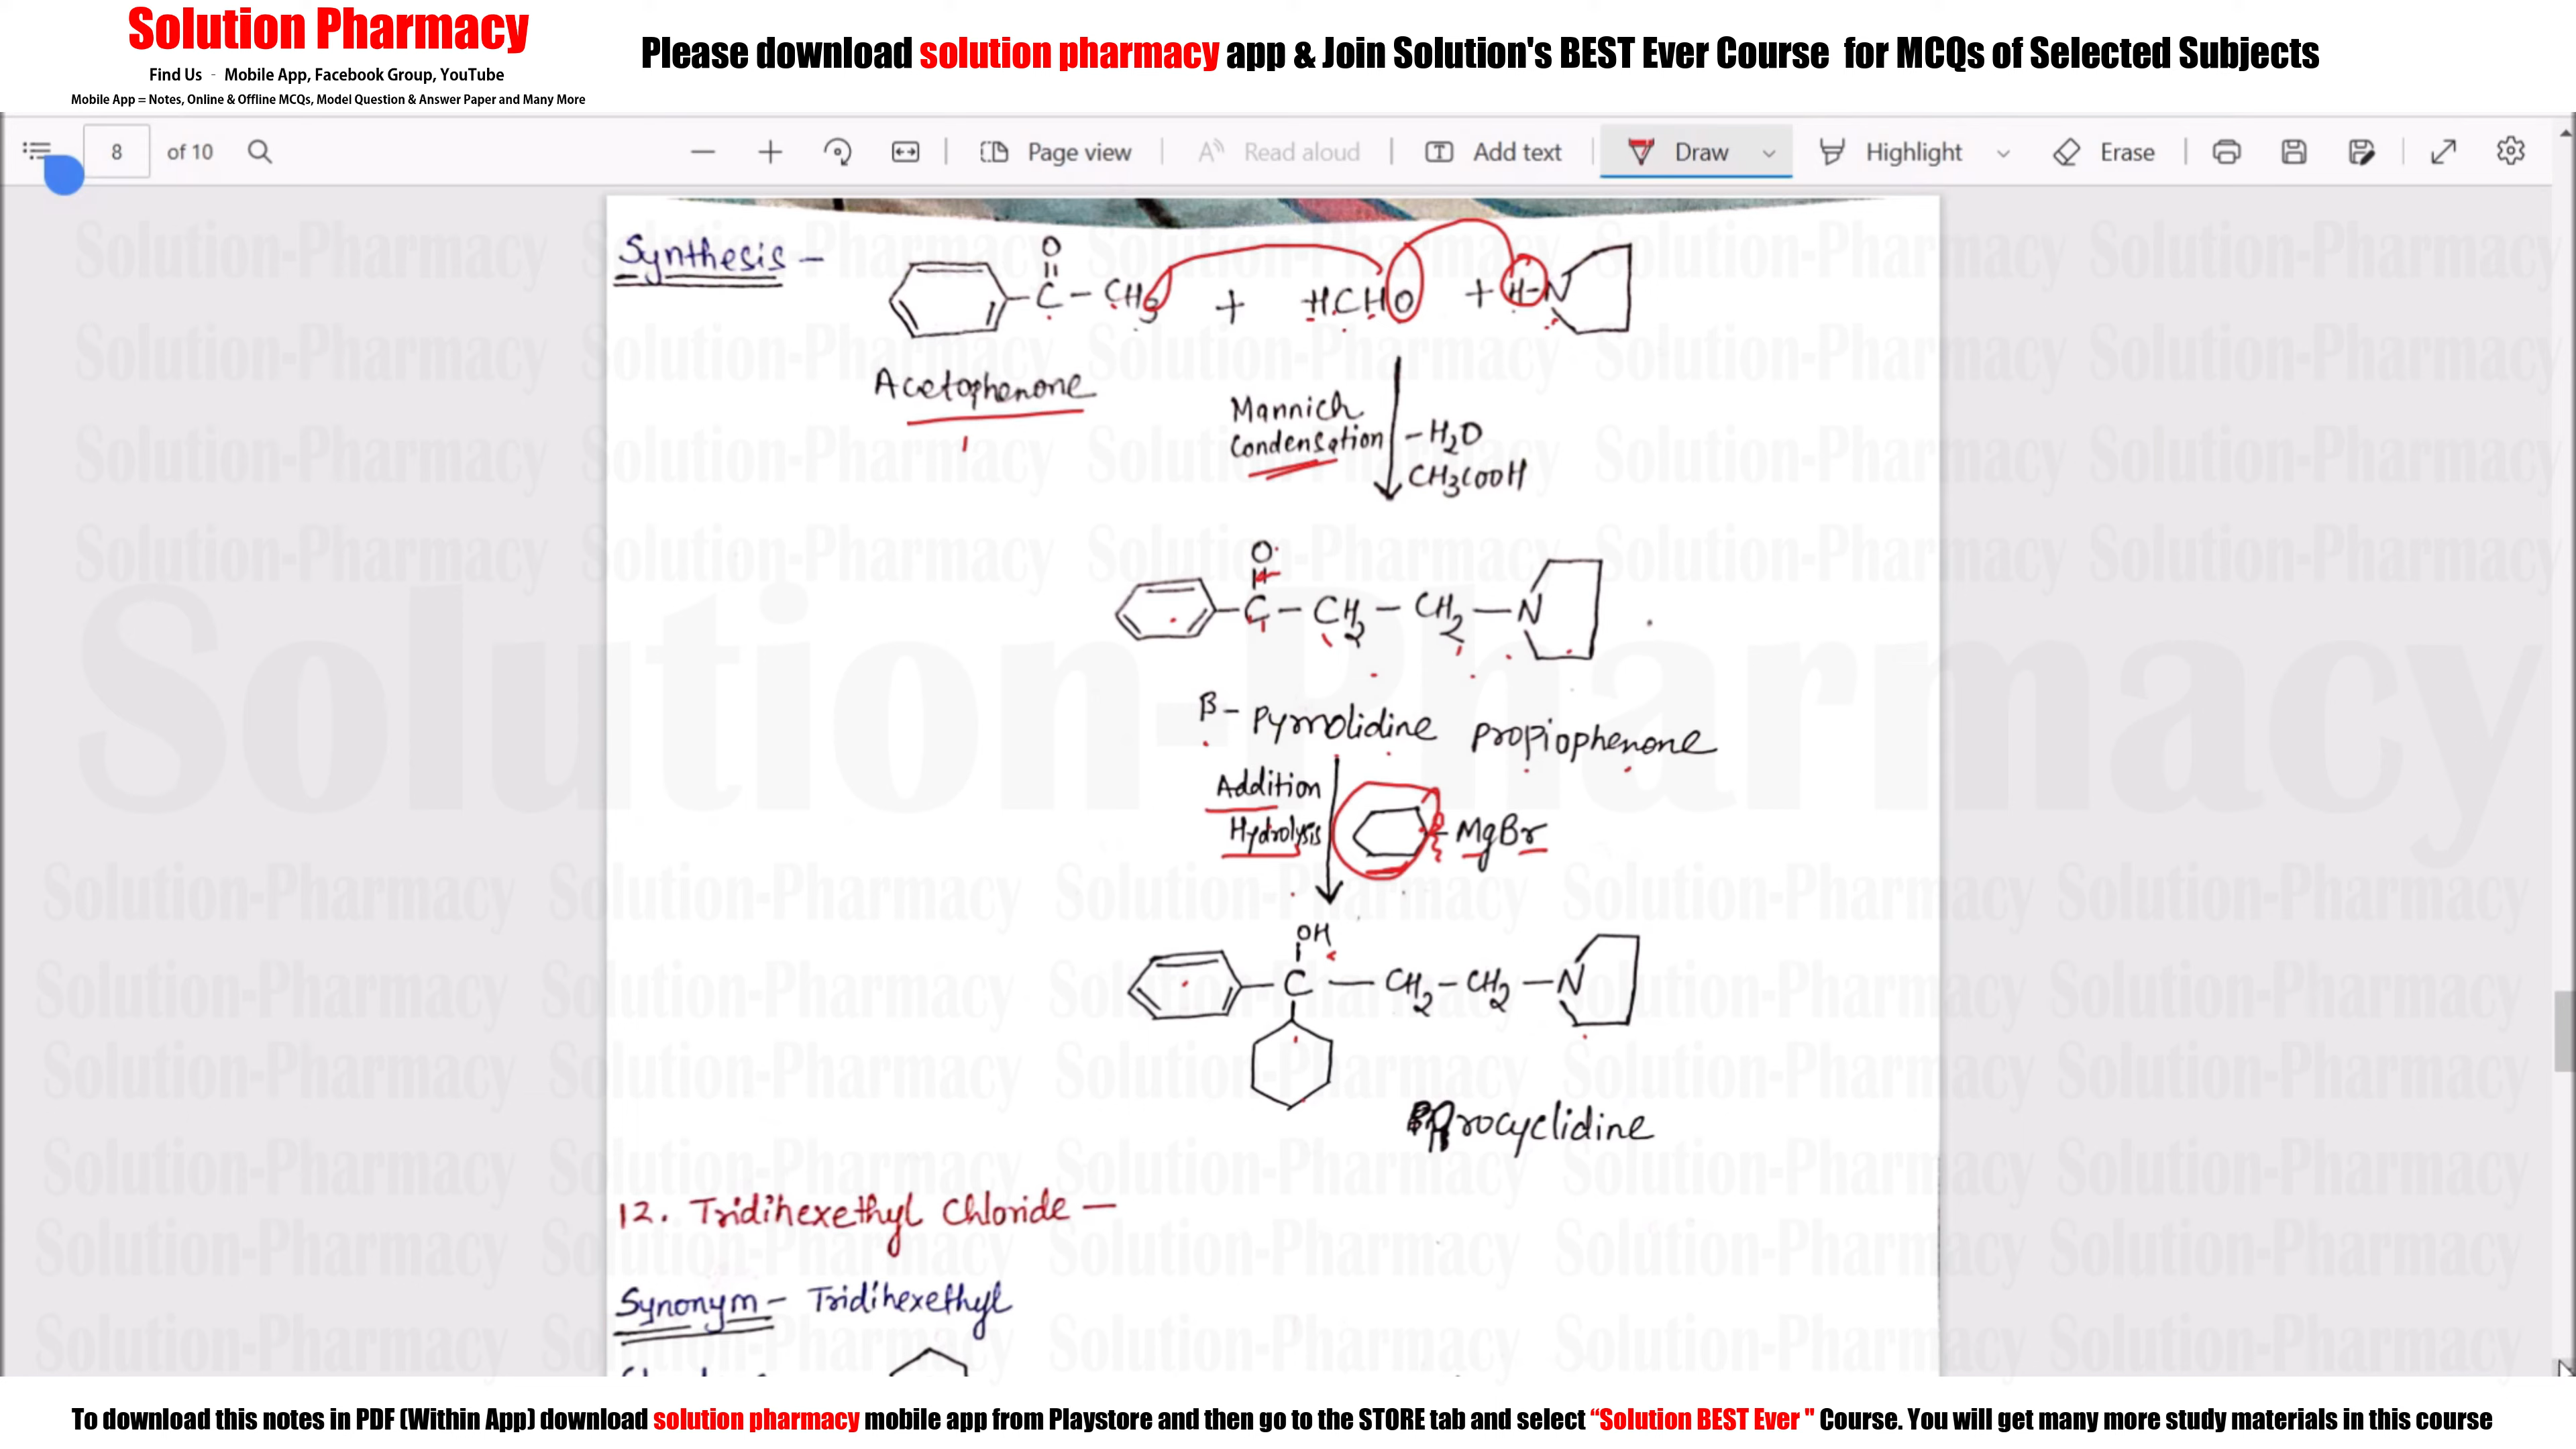 Solution Pharmacy
Find Us - Mobile App, Facebook Group, YouTube
Mobile App = Notes, Online & Offline MCQs, Model Question & Answer Paper and Many More
Please download solution pharmacy app & Join Solution's BEST Ever Course for MCQs of Selected Subjects
8 of 10 Page view Read aloud Add text Draw Highlight Erase
Synthesis -
O
C - CH3 + HCHO + H-N
Acetophenone
Mannich
Condensation
- H2O
CH3COOH
O
C - CH2 - CH2 - N
β- Pyrrolidine propiophenone
Addition
Hydrolysis
- MgBr
OH
C - CH2 - CH2 - N
Procyclidine
12. Tridihexethyl Chloride -
Synonym - Tridihexethyl
Solution-Pharmacy
To download this notes in PDF (Within App) download solution pharmacy mobile app from Playstore and then go to the STORE tab and select “Solution BEST Ever " Course. You will get many more study materials in this course